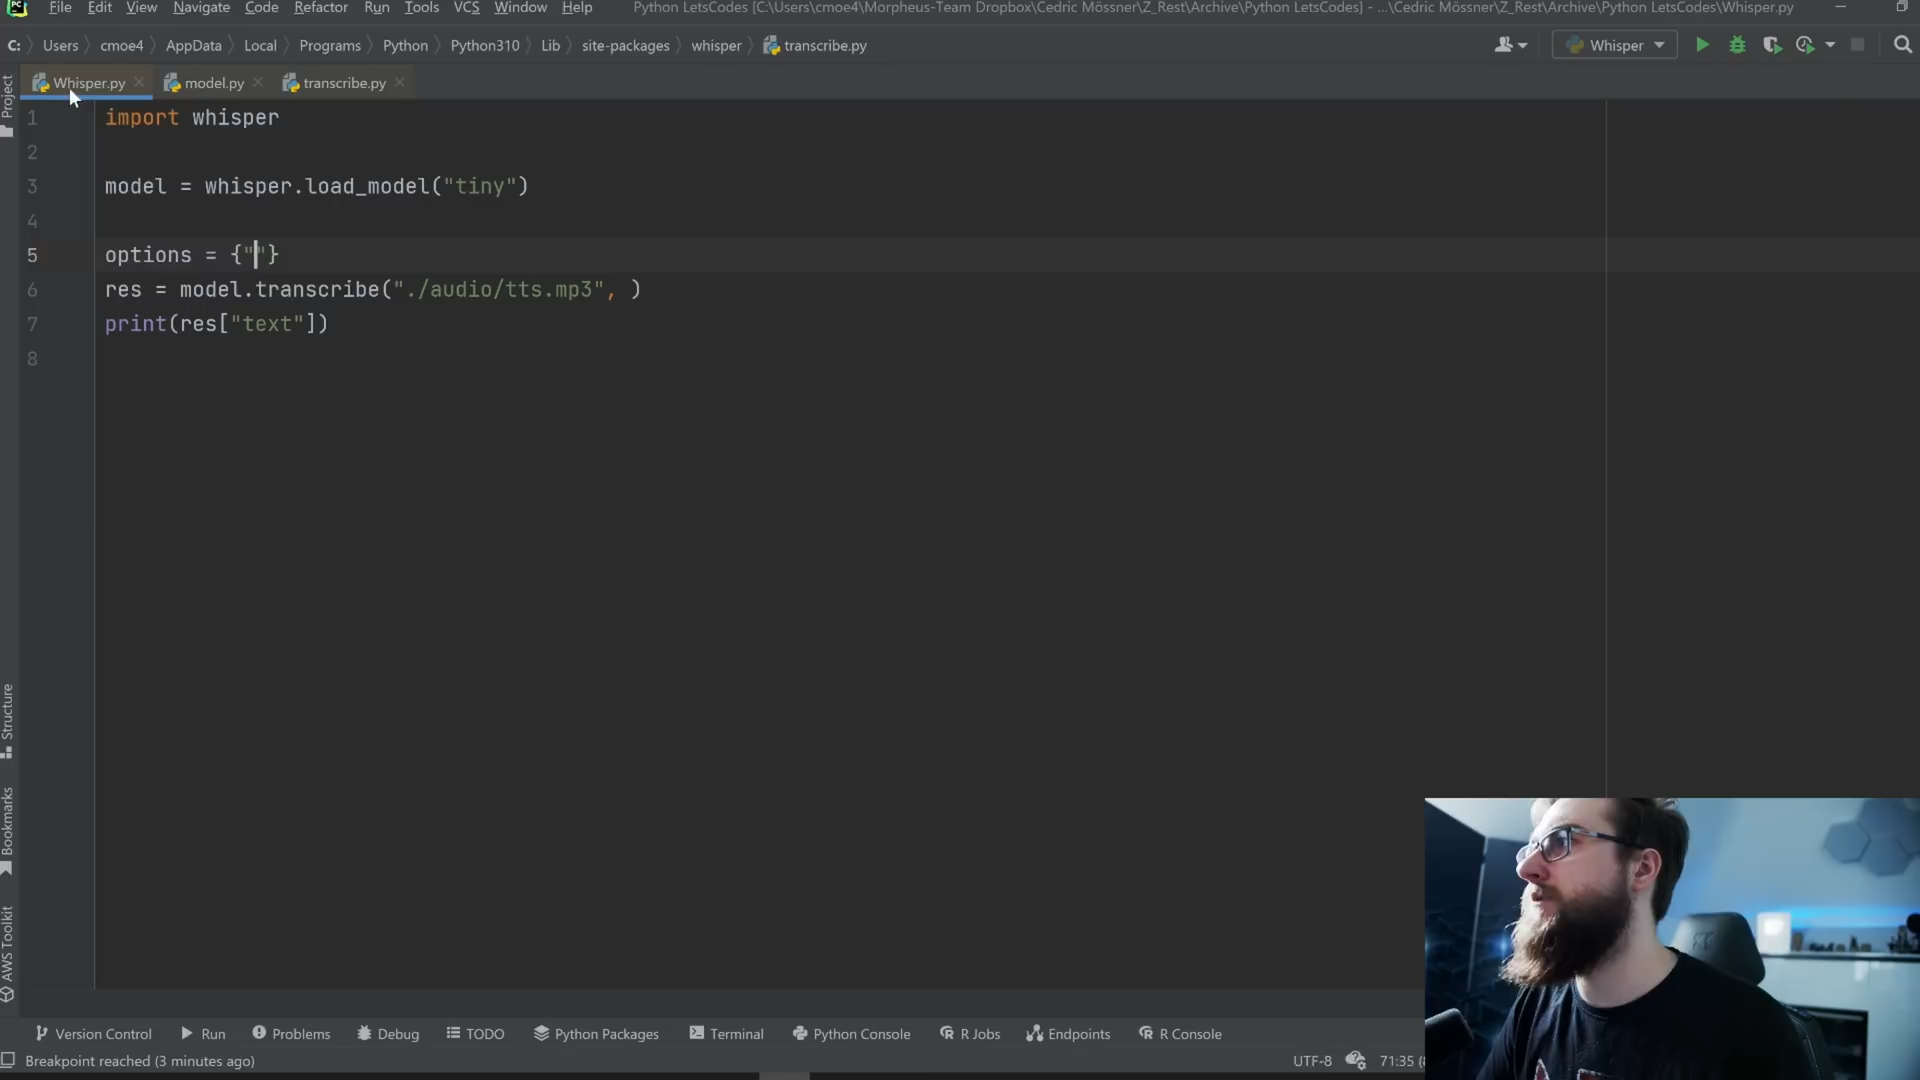 PC File Edit View Navigate Code Refactor Run Tools VCS Window Help Python LetsCodes [C:\Users\cmoe4\Morpheus-Team Dropbox\Cedric Mössner\Z_Rest\Archive\Python LetsCodes] - ...\Cedric Mössner\Z_Rest\Archive\Python LetsCodes\Whisper.py
C: Users cmoe4 AppData Local Programs Python Python310 Lib site-packages whisper transcribe.py Whisper
Whisper.py model.py transcribe.py
Project
1 import whisper
2
3 model = whisper.load_model("tiny")
4
5 options = {""}
6 res = model.transcribe("./audio/tts.mp3", )
7 print(res["text"])
8
Structure
Bookmarks
AWS Toolkit
Version Control Run Problems Debug TODO Python Packages Terminal Python Console R Jobs Endpoints R Console
Breakpoint reached (3 minutes ago) UTF-8 71:35